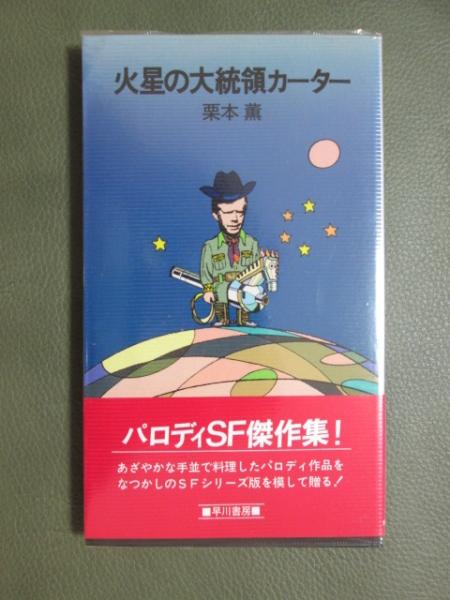 火星の大統領カーター
栗本 薫
パロディSF傑作集！
あざやかな手並で料理したパロディ作品を
なつかしのＳＦシリーズ版を模して贈る！
■早川書房■